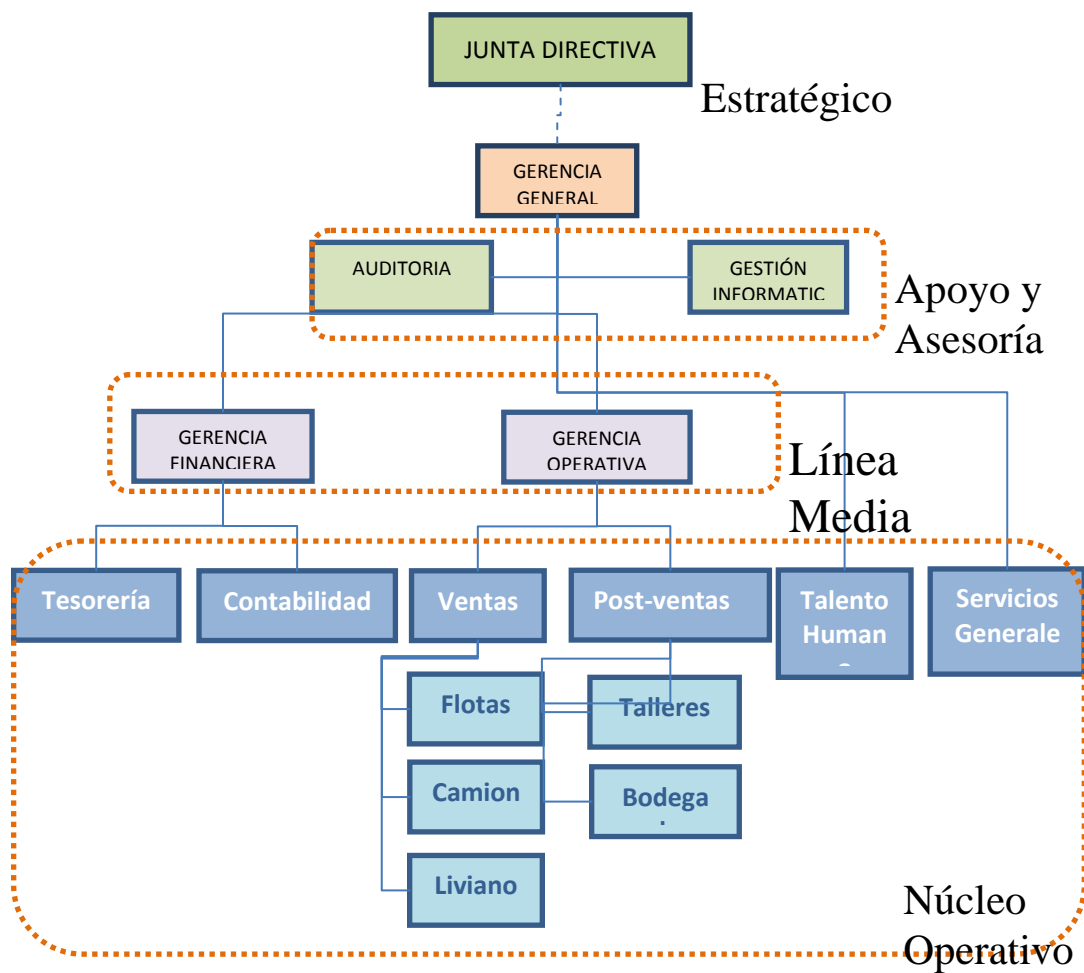 JUNTA DIRECTIVA
Estratégico
GERENCIA
GENERAL
AUDITORIA
GESTIÓN
INFORMATIC
Apoyo y
Asesoría
GERENCIA
FINANCIERA
GERENCIA
OPERATIVA
Línea
Media
Tesorería
Contabilidad
Ventas
Post-ventas
Talento
Human
Servicios
Generale
Flotas
Talleres
Camion
Bodega
Liviano
Núcleo
Operativo